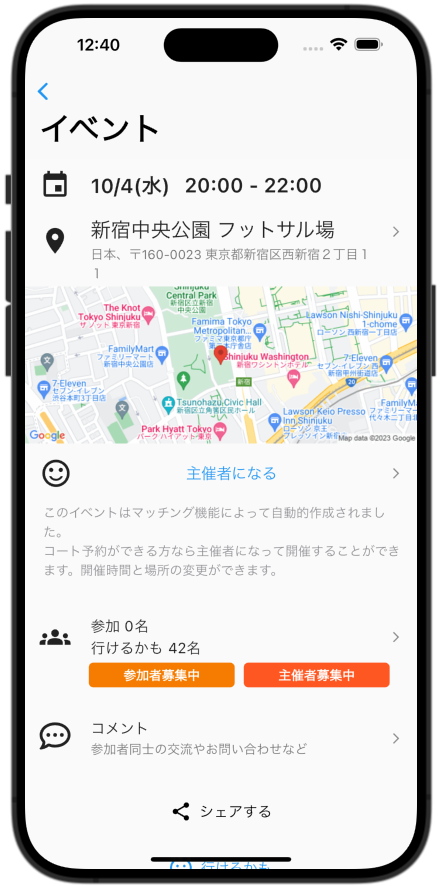 12:40
イベント
10/4(水) 20:00 - 22:00
新宿中央公園 フットサル場
日本、〒160-0023 東京都新宿区西新宿２丁目１
１
Shinjuku
Central Park
新宿区立新宿
中央公園
The Knot
Tokyo Shinjuku
ザ ノット 東京新宿
Famima Tokyo
Metropolitan...
ファミマ東京都
第一本庁舎店
Lawson Nishi-Shinjuku
1-chome
ローソン 西新宿一丁目
FamilyMart
ファミリーマート
新宿中央公園店
Shinjuku Washington
新宿ワシントンホテル
7-Eleven
セブン-イレブン 西
新宿甲州街道店
7-Eleven
セブン-イレブン
渋谷本町3丁目店
新宿
20
文
文
Tsunohazu Civic Hall
新宿区立角筈区民ホール
FamilyMa
ファミリーマ
代々木二丁目
Lawson Keio Presso
Inn Shinjuku
ローソン 京王
プレッソイン新宿
Park Hyatt Tokyo
パーク ハイアット東京
Google
Map data ©2023 Google
主催者になる
このイベントはマッチング機能によって自動的作成されまし
た。
コート予約ができる方なら主催者になって開催することができ
ます。開催時間と場所の変更ができます。
参加 0名
行けるかも 42名
参加者募集中 主催者募集中
コメント
参加者同士の交流やお問い合わせなど
シェアする
行けるかも